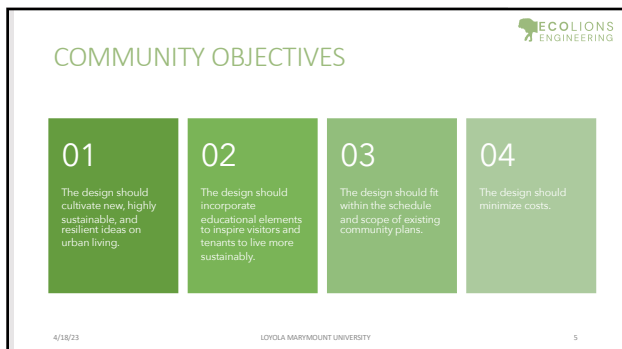 ECOLIONS
ENGINEERING
COMMUNITY OBJECTIVES
01
The design should
cultivate new, highly
sustainable, and
resilient ideas on
urban living.
02
The design should
incorporate
educational elements
to inspire visitors and
tenants to live more
sustainably.
03
The design should fit
within the schedule
and scope of existing
community plans.
04
The design should
minimize costs.
4/18/23
LOYOLA MARYMOUNT UNIVERSITY
5